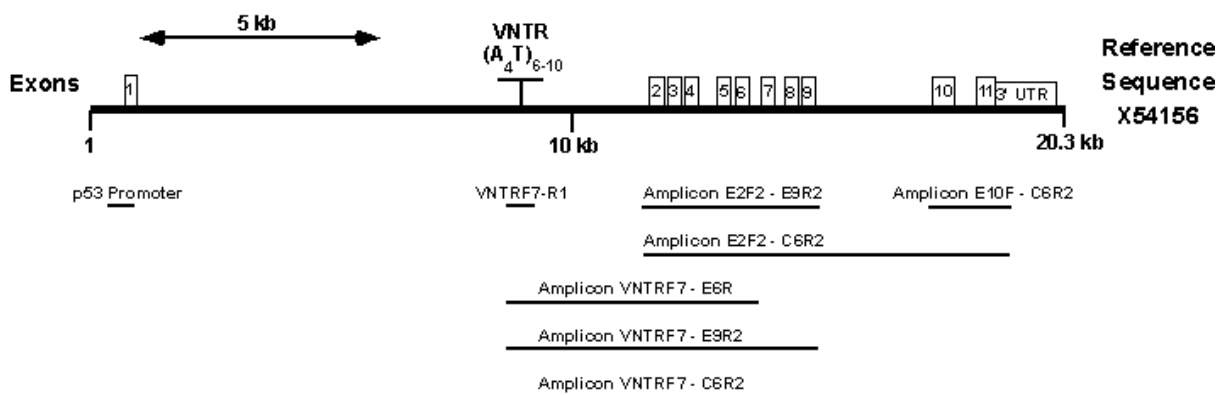 5 kb
VNTR
(A4T)6-10
Reference
Sequence
X54156
Exons
1 2 3 4 5 6 7 8 9 10 11 3' UTR
1 10 kb 20.3 kb
p53 Promoter VNTRF7-R1 Amplicon E2F2 - E9R2 Amplicon E10F - C6R2
Amplicon E2F2 - C6R2
Amplicon VNTRF7 - E6R
Amplicon VNTRF7 - E9R2
Amplicon VNTRF7 - C6R2